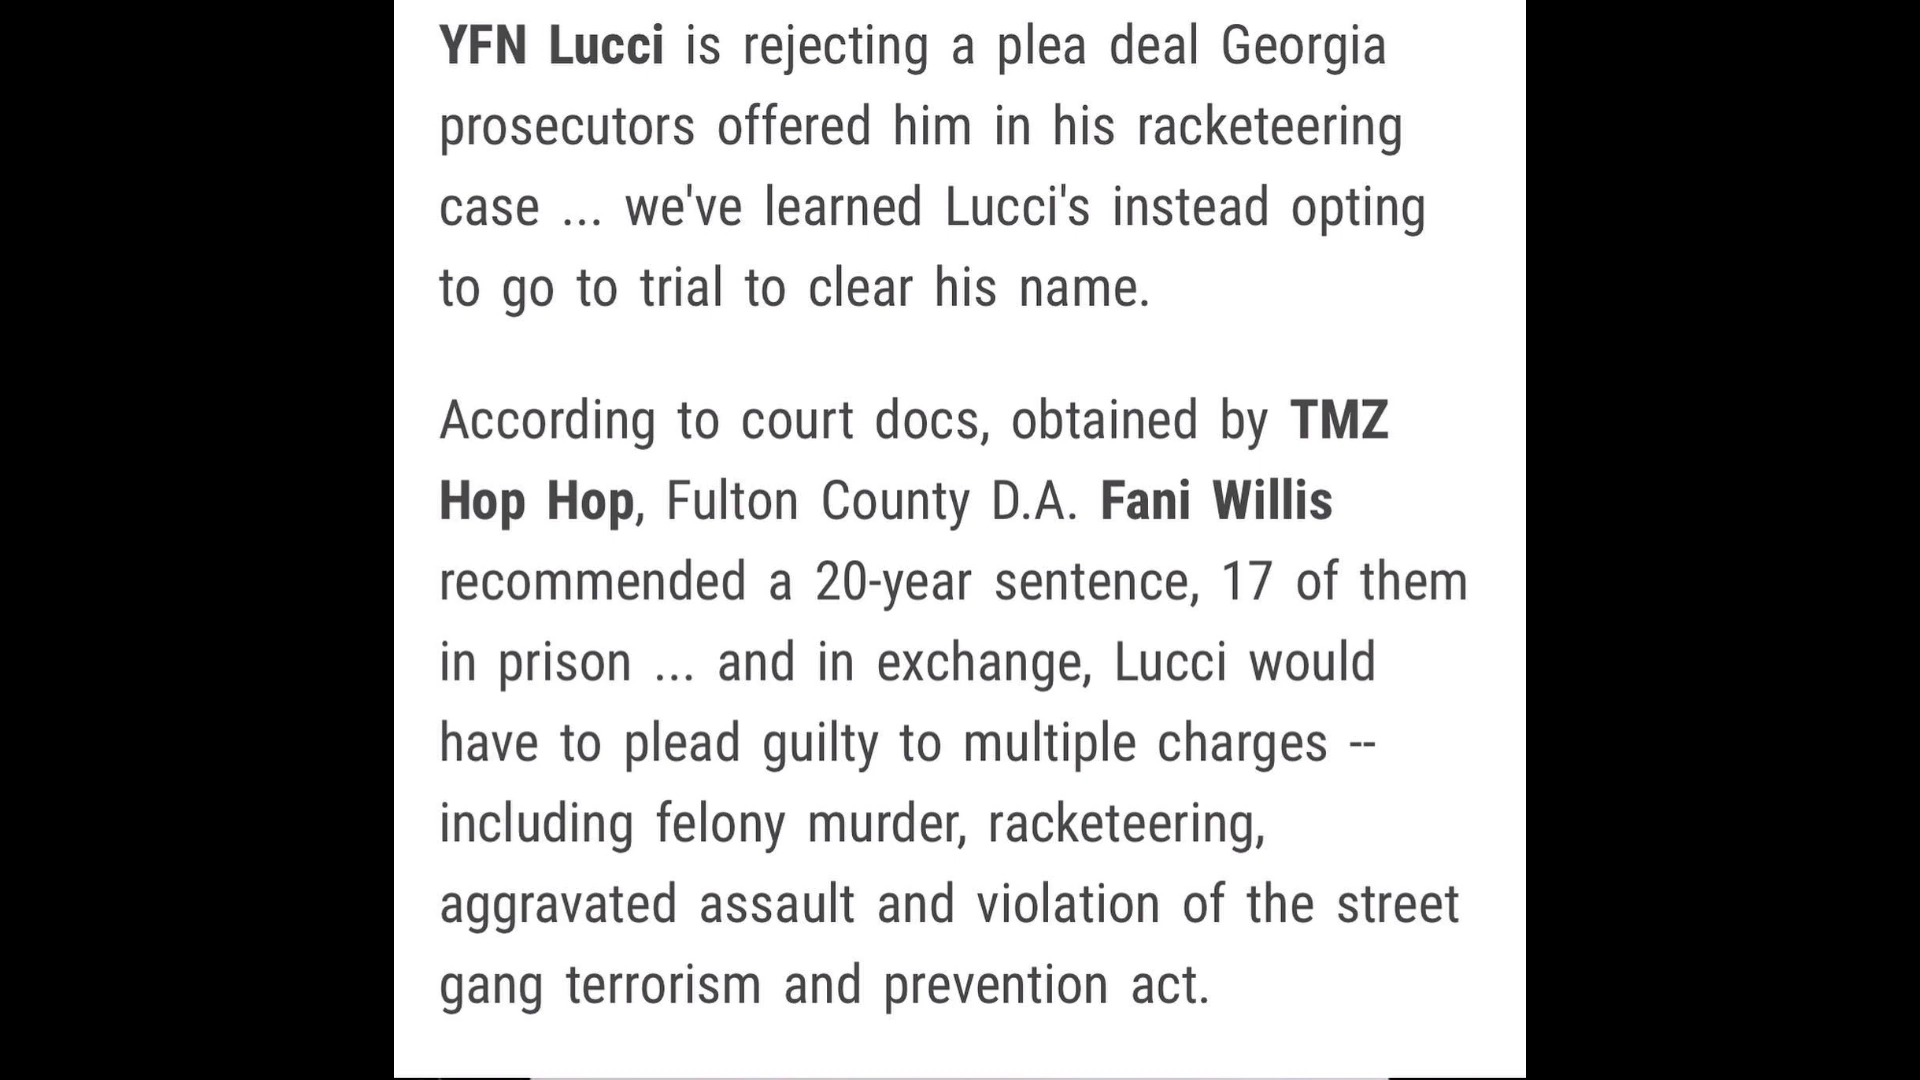 YFN Lucci is rejecting a plea deal Georgia
prosecutors offered him in his racketeering
case ... we've learned Lucci's instead opting
to go to trial to clear his name.
According to court docs, obtained by TMZ
Hop Hop, Fulton County D.A. Fani Willis
recommended a 20-year sentence, 17 of them
in prison ... and in exchange, Lucci would
have to plead guilty to multiple charges --
including felony murder, racketeering,
aggravated assault and violation of the street
gang terrorism and prevention act.